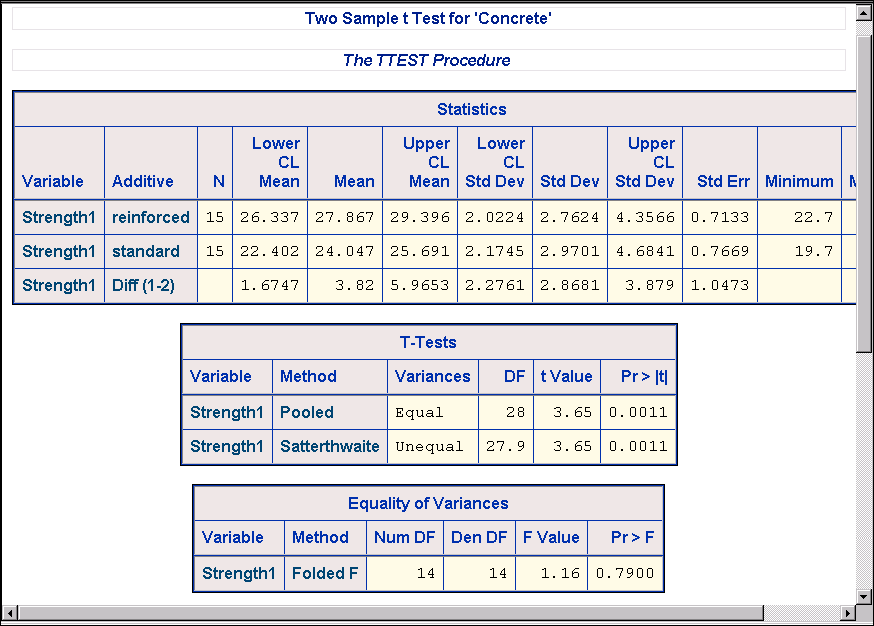 Two Sample t Test for 'Concrete'
The TTEST Procedure
Statistics
Variable Additive N Lower CL Mean Mean Upper CL Mean Lower CL Std Dev Std Dev Upper CL Std Dev Std Err Minimum
Strength1 reinforced 15 26.337 27.867 29.396 2.0224 2.7624 4.3566 0.7133 22.7
Strength1 standard 15 22.402 24.047 25.691 2.1745 2.9701 4.6841 0.7669 19.7
Strength1 Diff (1-2) 1.6747 3.82 5.9653 2.2761 2.8681 3.879 1.0473
T-Tests
Variable Method Variances DF t Value Pr > |t|
Strength1 Pooled Equal 28 3.65 0.0011
Strength1 Satterthwaite Unequal 27.9 3.65 0.0011
Equality of Variances
Variable Method Num DF Den DF F Value Pr > F
Strength1 Folded F 14 14 1.16 0.7900